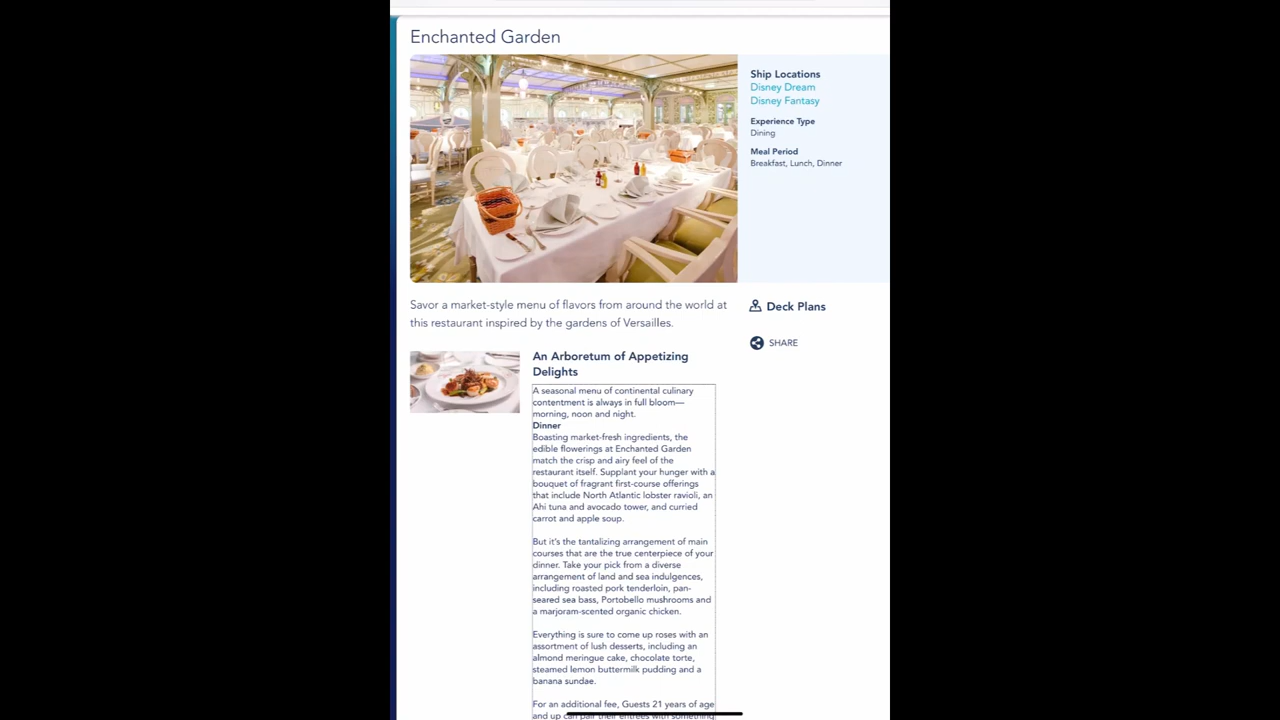 Enchanted Garden
Ship Locations
Disney Dream
Disney Fantasy
Experience Type
Dining
Meal Period
Breakfast, Lunch, Dinner
Savor a market-style menu of flavors from around the world at
this restaurant inspired by the gardens of Versailles.
Deck Plans
SHARE
An Arboretum of Appetizing
Delights
A seasonal menu of continental culinary
contentment is always in full bloom—
morning, noon and night.
Dinner
Boasting market-fresh ingredients, the
edible flowerings at Enchanted Garden
match the crisp and airy feel of the
restaurant itself. Supplant your hunger with a
bouquet of fragrant first-course offerings
that include North Atlantic lobster ravioli, an
Ahi tuna and avocado tower, and curried
carrot and apple soup.
But it's the tantalizing arrangement of main
courses that are the true centerpiece of your
dinner. Take your pick from a diverse
arrangement of land and sea indulgences,
including roasted pork tenderloin, pan-
seared sea bass, Portobello mushrooms and
a marjoram-scented organic chicken.
Everything is sure to come up roses with an
assortment of lush desserts, including an
almond meringue cake, chocolate torte,
steamed lemon buttermilk pudding and a
banana sundae.
For an additional fee, Guests 21 years of age
and up can pair their entrées with something